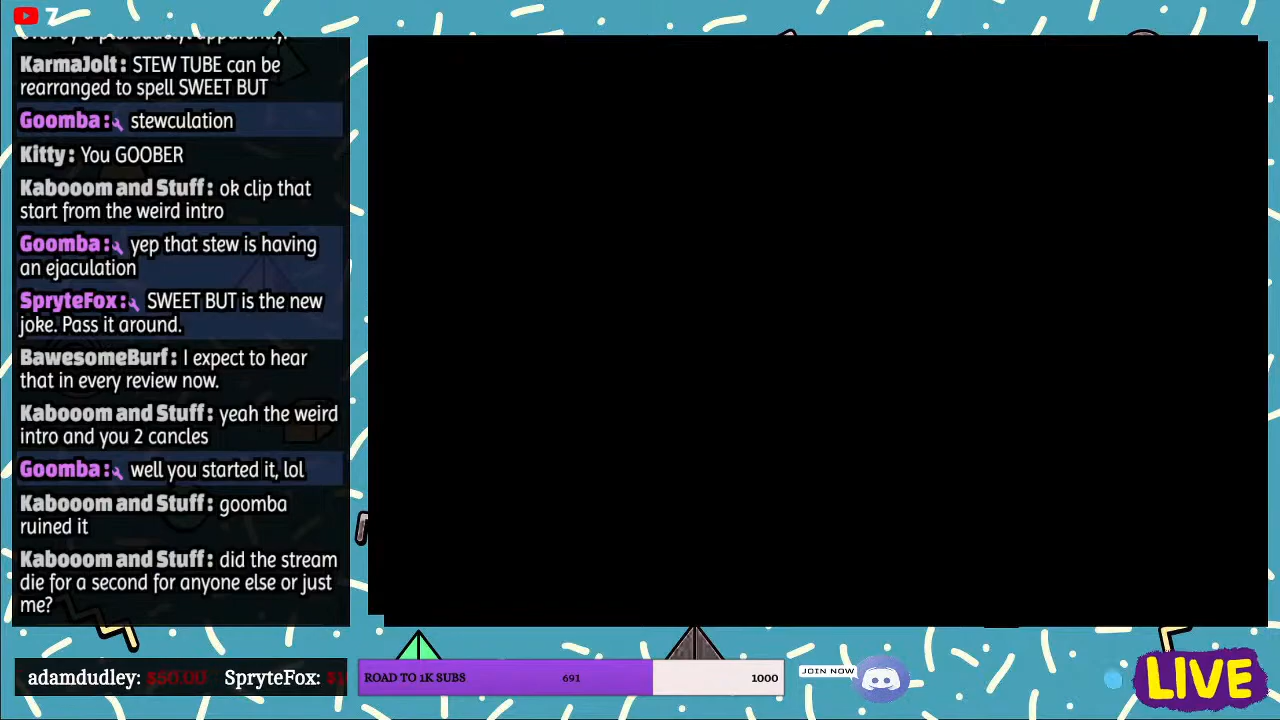 7
KarmaJolt: STEW TUBE can be
rearranged to spell SWEET BUT
Goomba: stewculation
Kitty: You GOOBER
Kabooom and Stuff: ok clip that
start from the weird intro
Goomba: yep that stew is having
an ejaculation
SpryteFox: SWEET BUT is the new
joke. Pass it around.
BawesomeBurf: I expect to hear
that in every review now.
Kabooom and Stuff: yeah the weird
intro and you 2 cancles
Goomba: well you started it, lol
Kabooom and Stuff: goomba
ruined it
Kabooom and Stuff: did the stream
die for a second for anyone else or just
me?
adamdudley: $50.00 SpryteFox:
ROAD TO 1K SUBS 691 1000
JOIN NOW
LIVE